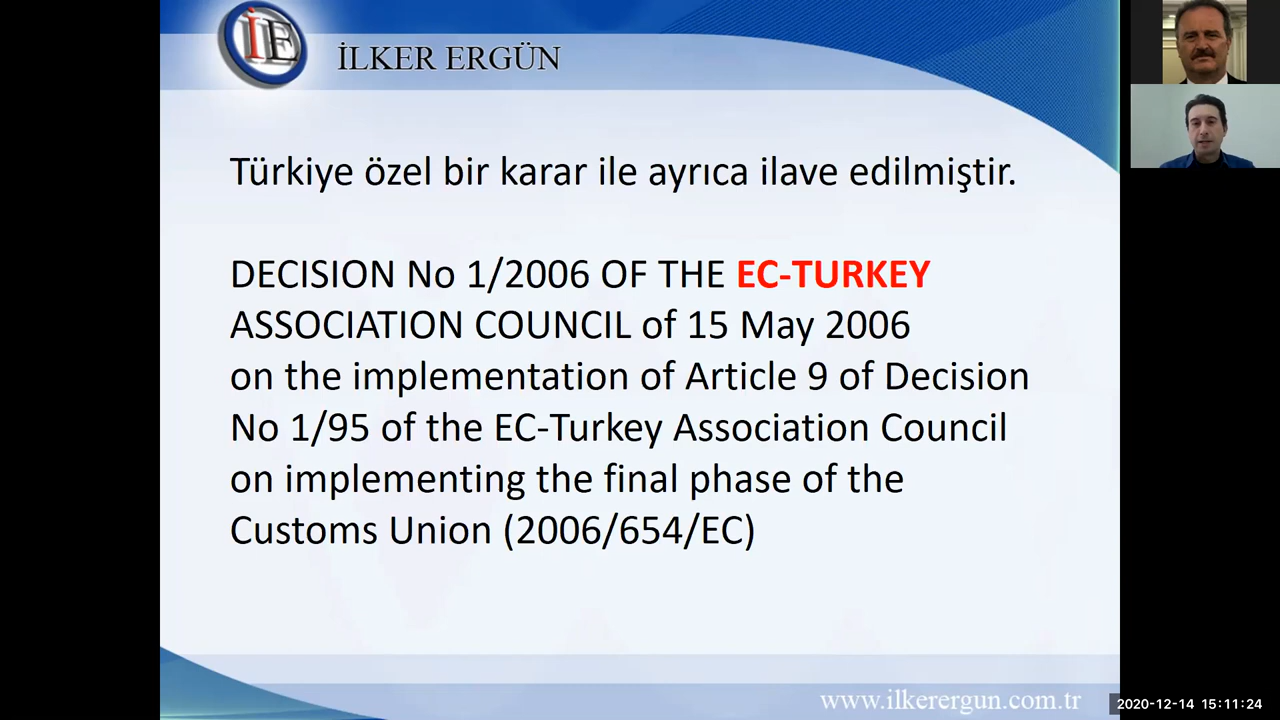 İE
İLKER ERGÜN
Türkiye özel bir karar ile ayrıca ilave edilmiştir.
DECISION No 1/2006 OF THE EC-TURKEY
ASSOCIATION COUNCIL of 15 May 2006
on the implementation of Article 9 of Decision
No 1/95 of the EC-Turkey Association Council
on implementing the final phase of the
Customs Union (2006/654/EC)
www.ilkerergun.com.tr
2020-12-14 15:11:24